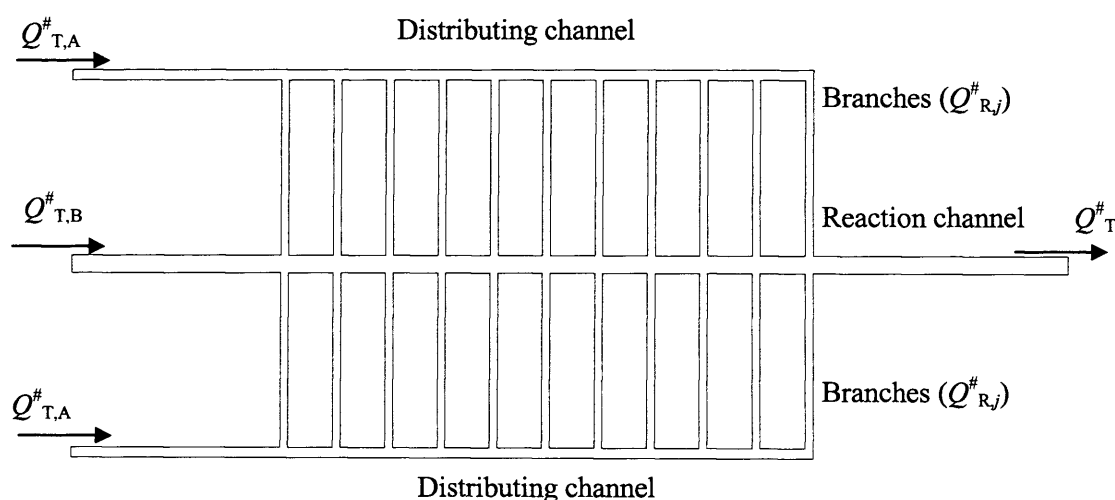 Q#T,A
Distributing channel
Branches (Q#R,j)
Q#T,B
Reaction channel
Q#T
Q#T,A
Branches (Q#R,j)
Distributing channel